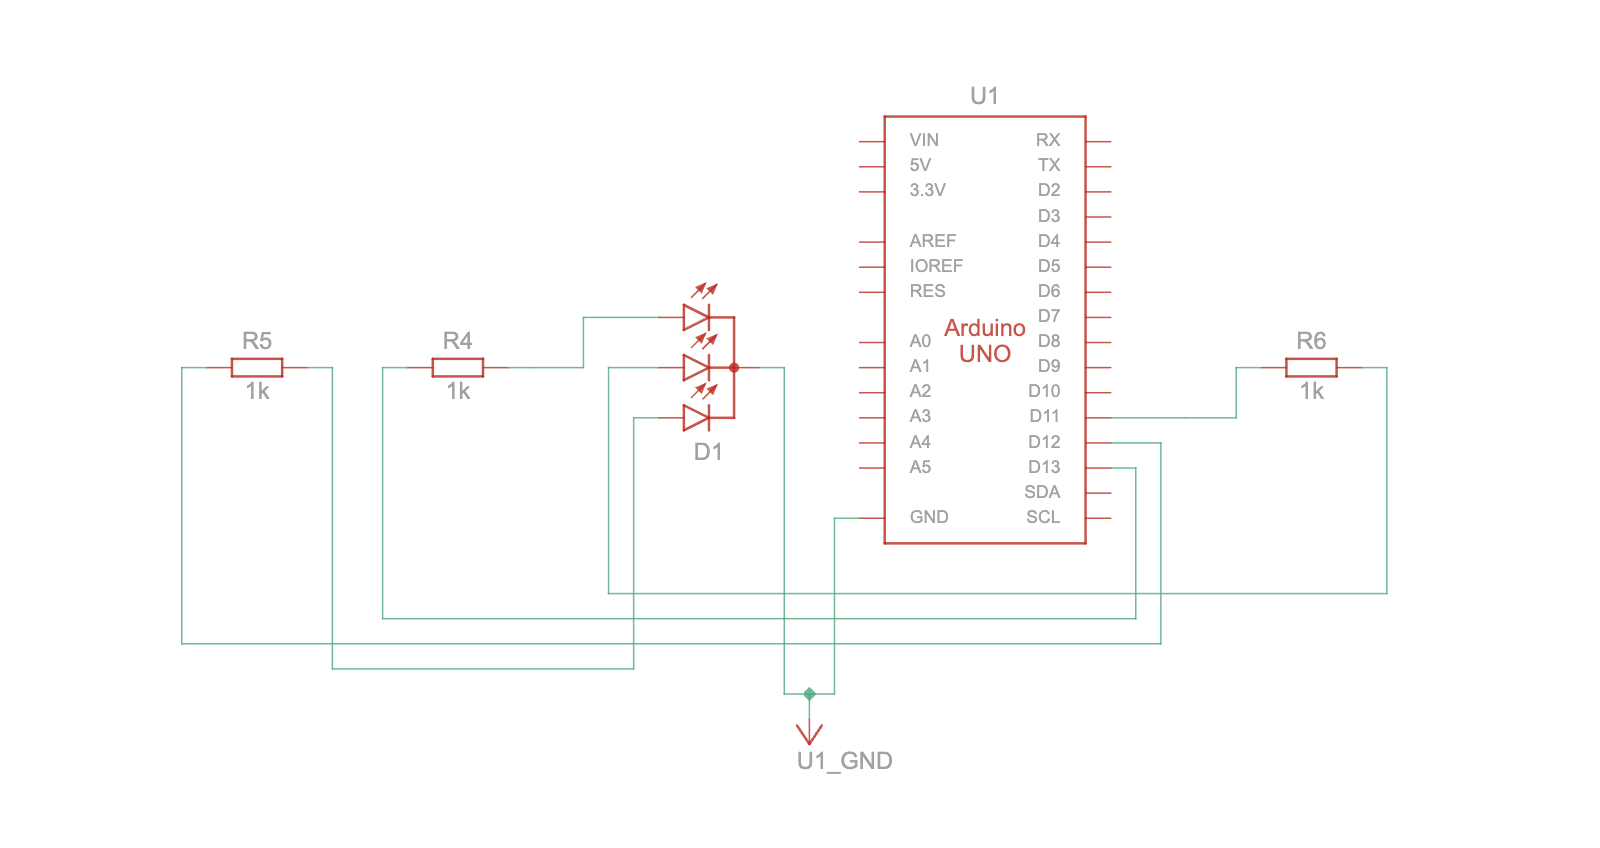 U1
VIN RX
5V TX
3.3V D2
D3
AREF D4
IOREF D5
RES D6
D7
Arduino
UNO
A0 D8
A1 D9
A2 D10
A3 D11
A4 D12
A5 D13
SDA
GND SCL
R5
1k
R4
1k
D1
R6
1k
U1_GND